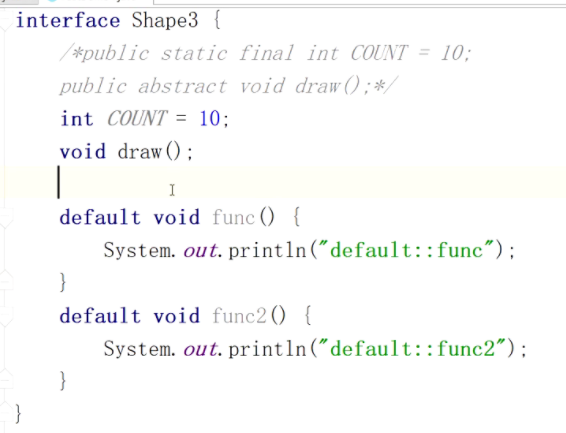 interface Shape3 {
/*public static final int COUNT = 10;
public abstract void draw();*/
int COUNT = 10;
void draw();
default void func() {
System.out.println("default::func");
}
default void func2() {
System.out.println("default::func2");
}
}